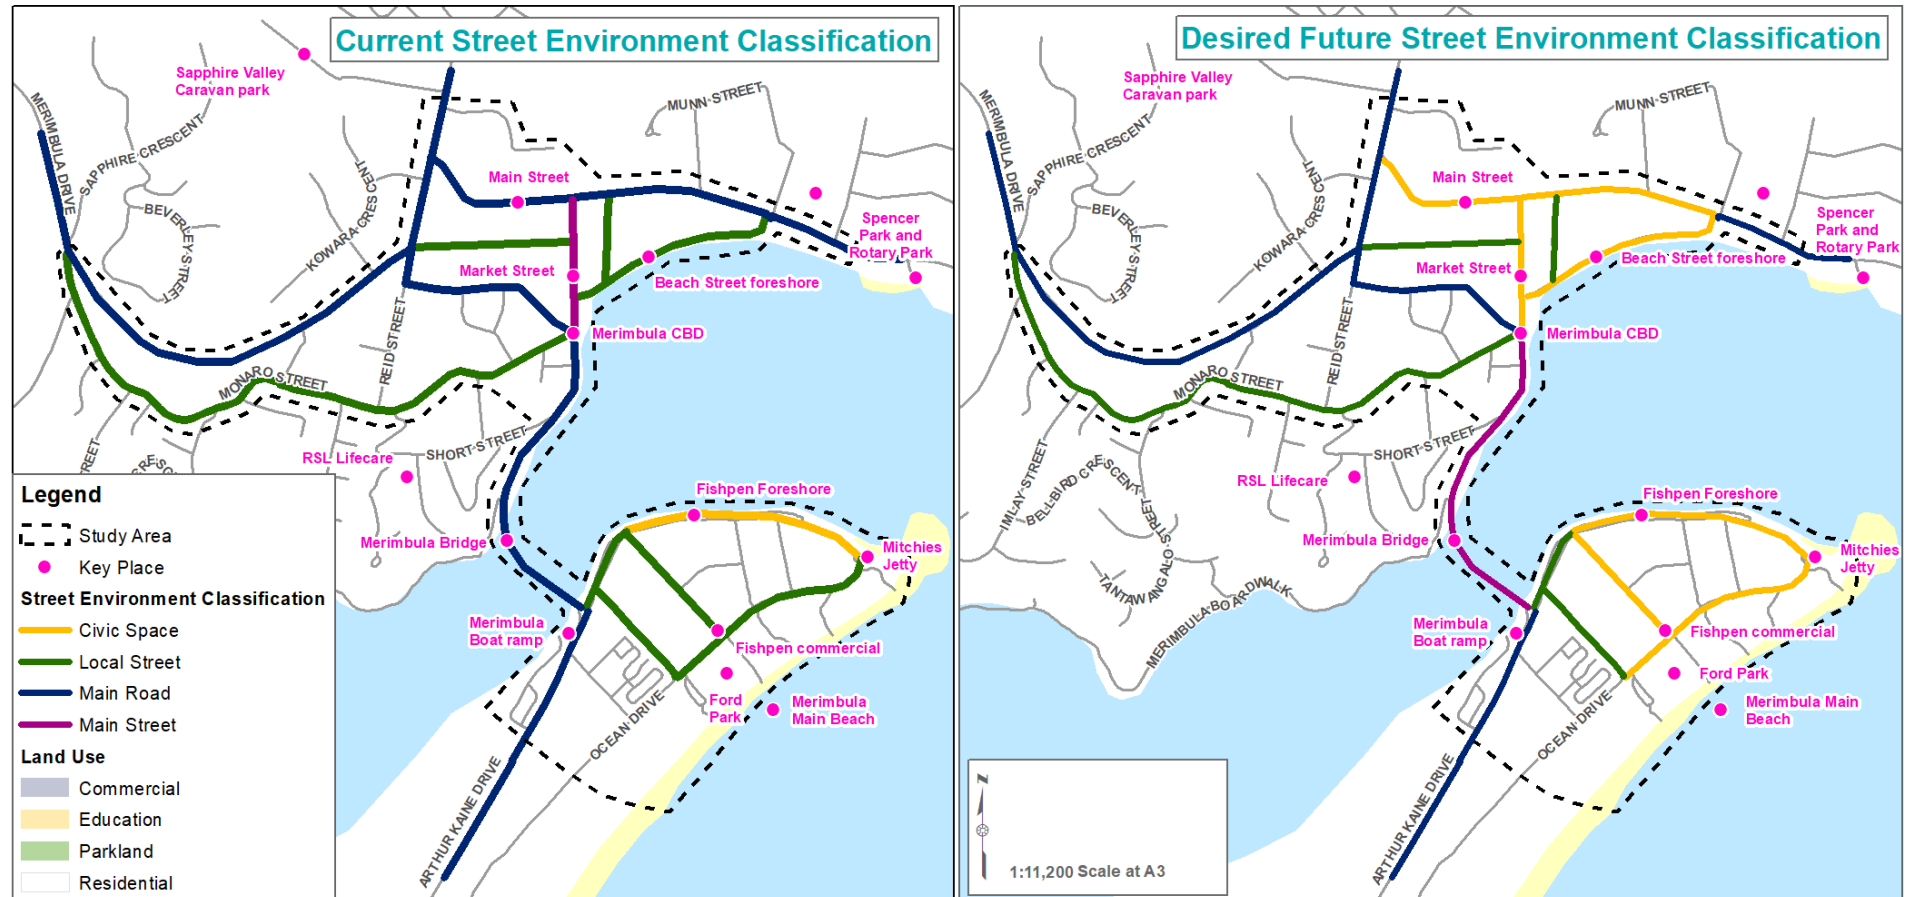 Current Street Environment Classification
Sapphire Valley
Caravan park
MERIMBULA DRIVE
SAPPHIRE CRESCENT
BEVERLEY STREET
KOWARA CRESCENT
MUNN STREET
Main Street
Spencer
Park and
Rotary Park
Market Street
Beach Street foreshore
REID STREET
Merimbula CBD
MONARO STREET
SHORT STREET
RSL Lifecare
Fishpen Foreshore
Merimbula Bridge
Mitchies
Jetty
Merimbula
Boat ramp
Fishpen commercial
Ford
Park
Merimbula
Main Beach
OCEAN DRIVE
ARTHUR KAINE DRIVE
Legend
Study Area
Key Place
Street Environment Classification
Civic Space
Local Street
Main Road
Main Street
Land Use
Commercial
Education
Parkland
Residential
Desired Future Street Environment Classification
Sapphire Valley
Caravan park
MERIMBULA DRIVE
SAPPHIRE CRESCENT
BEVERLEY STREET
KOWARA CRESCENT
MUNN STREET
Main Street
Spencer
Park and
Rotary Park
Market Street
Beach Street foreshore
REID STREET
Merimbula CBD
MONARO STREET
SHORT STREET
IMLAY STREET
BELLBIRD CRESCENT
RSL Lifecare
Fishpen Foreshore
Merimbula Bridge
Mitchies
Jetty
TANTAWANGALO STREET
MERIMBULA BOARDWALK
Merimbula
Boat ramp
Fishpen commercial
Ford Park
Merimbula Main
Beach
OCEAN DRIVE
ARTHUR KAINE DRIVE
1:11,200 Scale at A3